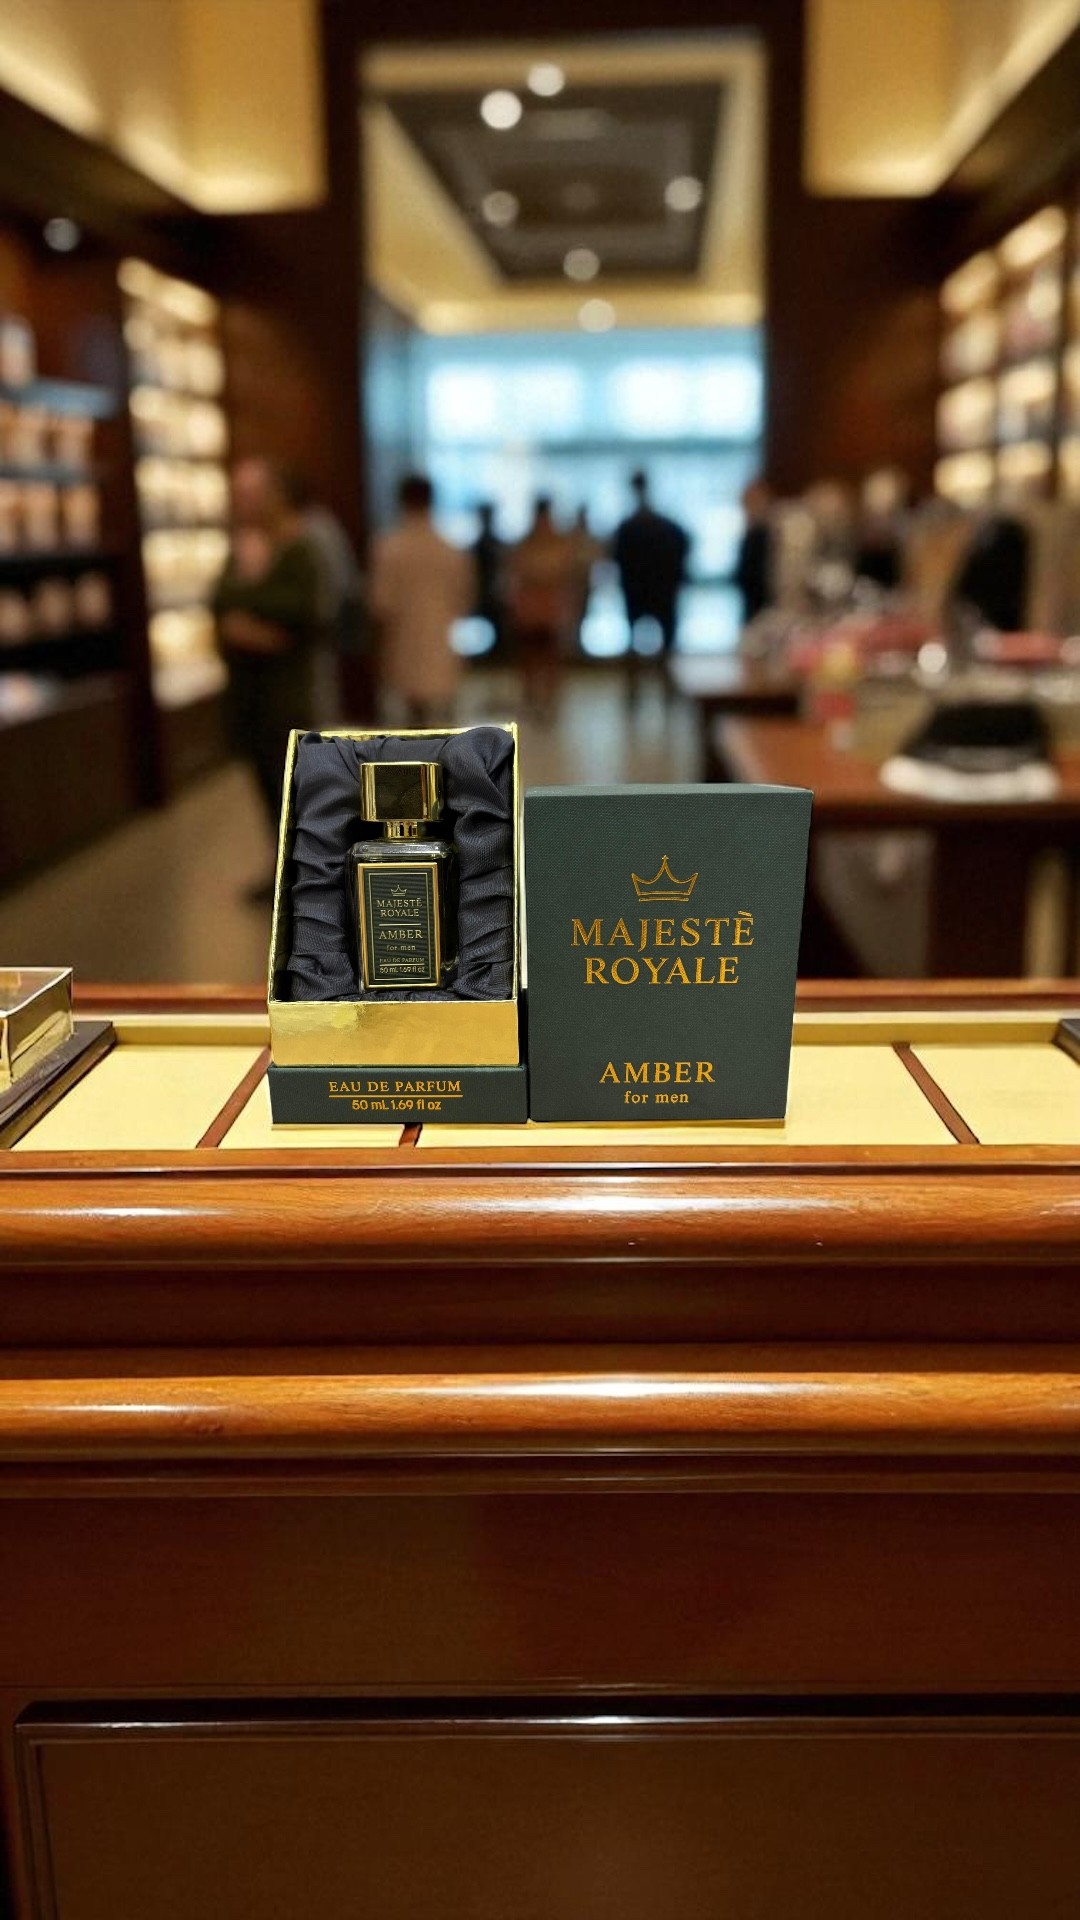 MAJESTÈ
ROYALE
AMBER
for men
EAU DE PARFUM
50 mL 1.69 fl oz
EAU DE PARFUM
50 mL 1.69 fl oz
MAJESTÈ
ROYALE
AMBER
for men